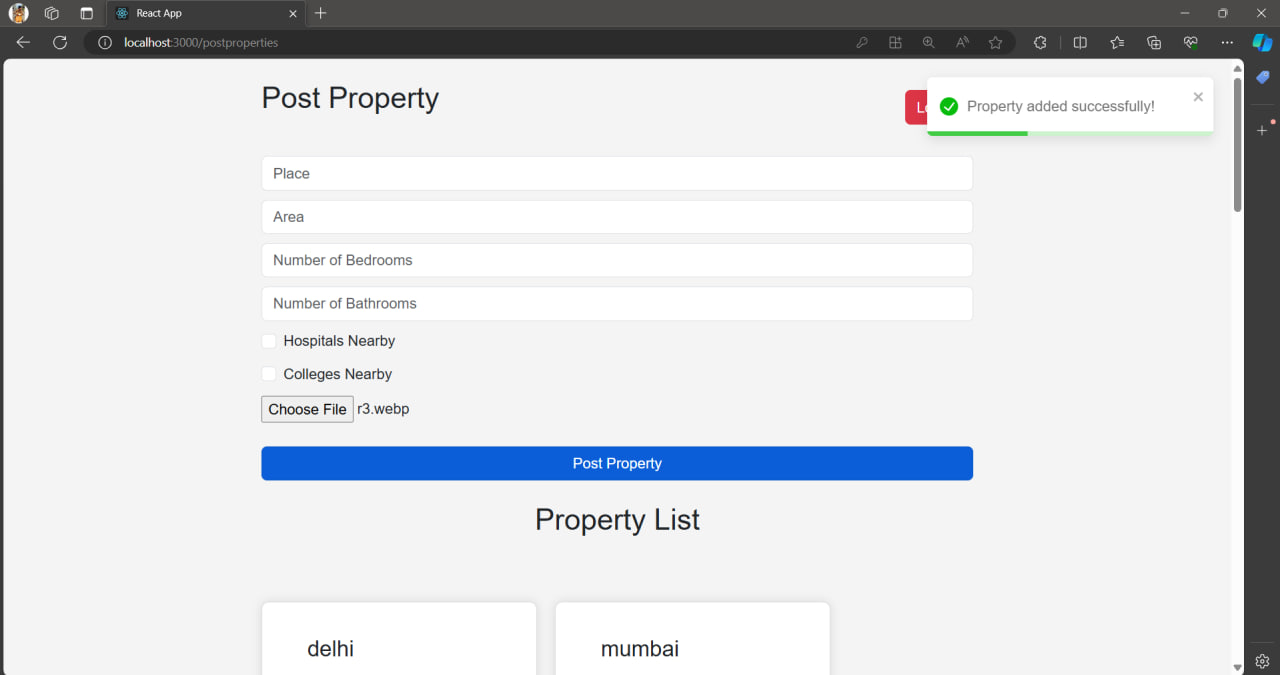 React App
localhost:3000/postproperties
Post Property
Property added successfully!
Place
Area
Number of Bedrooms
Number of Bathrooms
Hospitals Nearby
Colleges Nearby
Choose File r3.webp
Post Property
Property List
delhi
mumbai